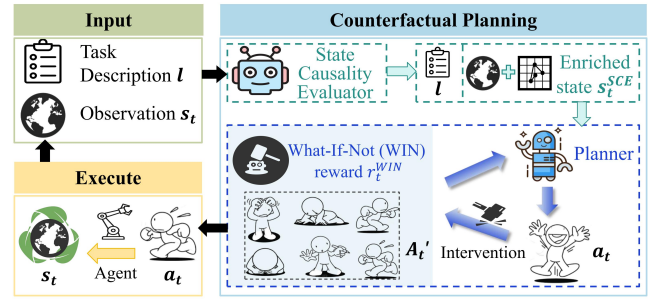 Input
Task
Description l
Observation s_t
Counterfactual Planning
State
Causality
Evaluator
l
Enriched
state s_t^{SCE}
What-If-Not (WIN)
reward r_t^{WIN}
Planner
A_t'
Intervention
a_t
Execute
s_t
Agent
a_t